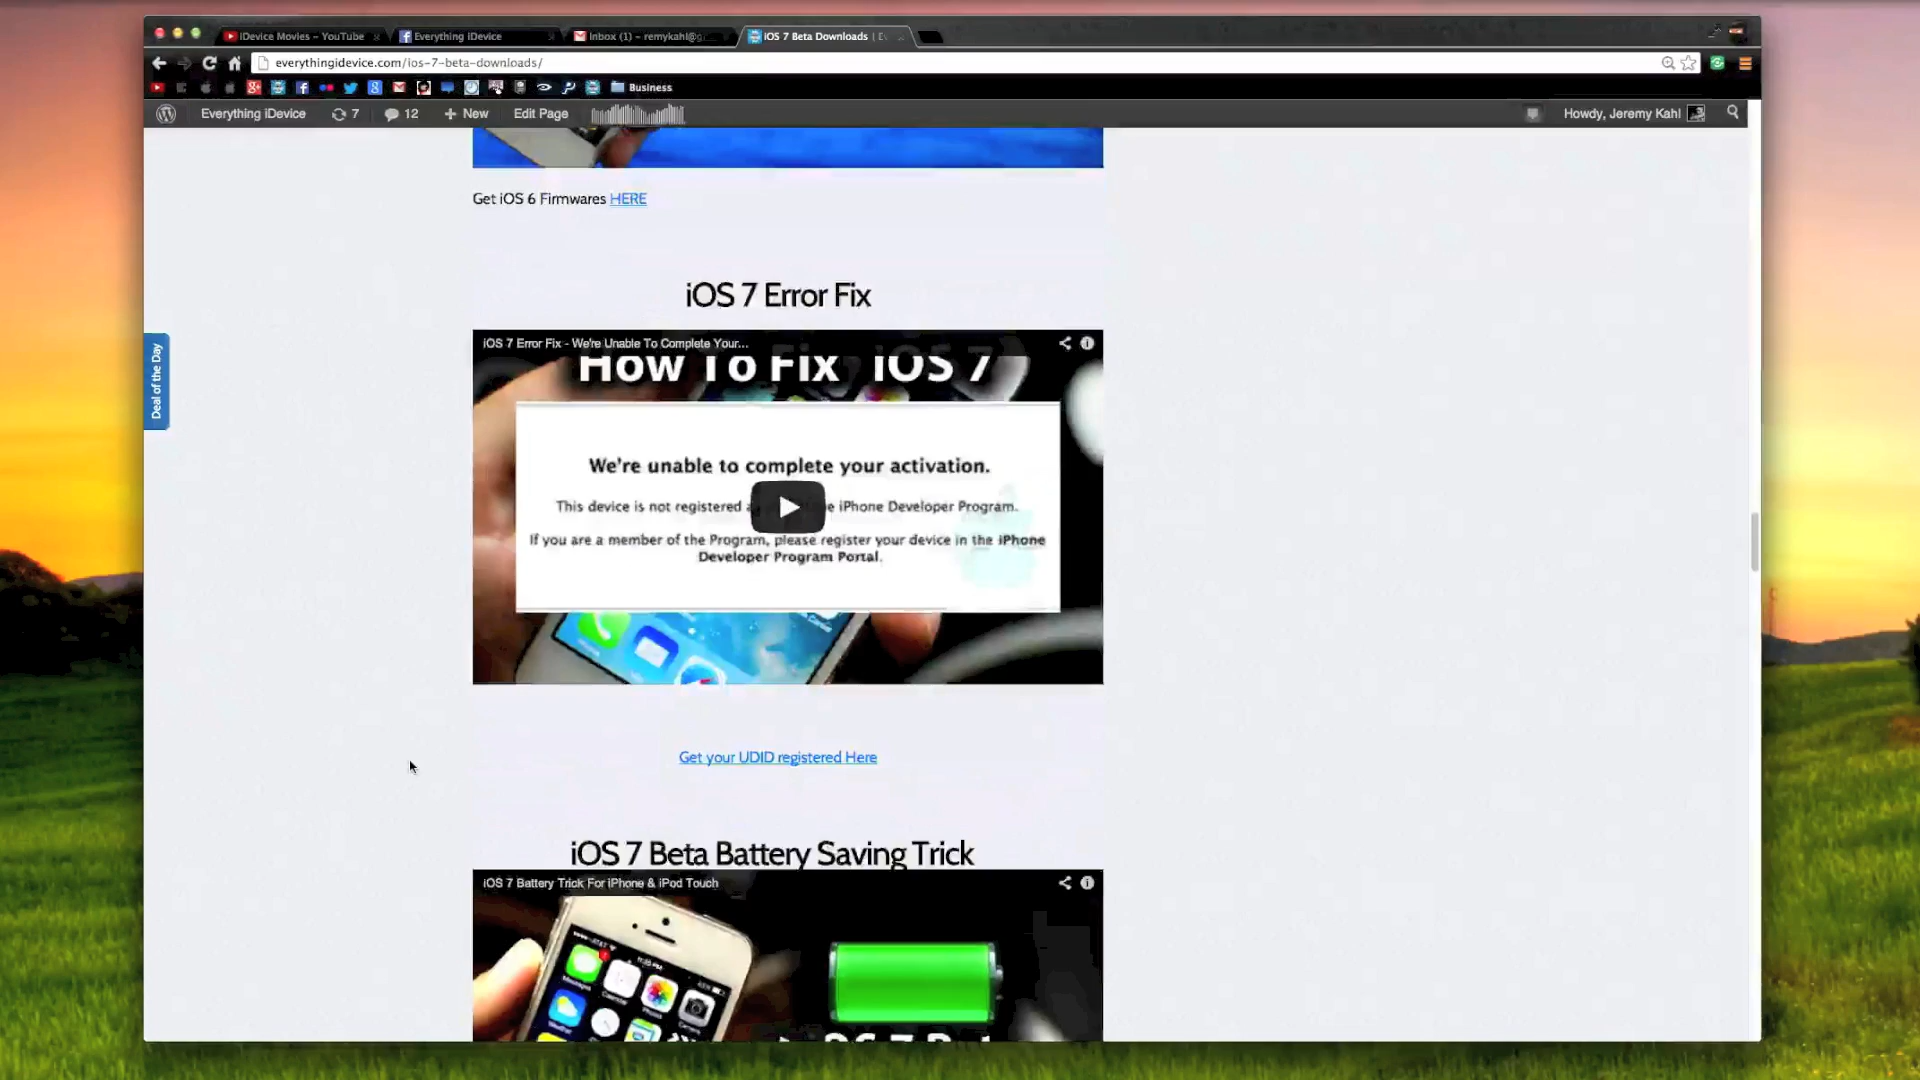 iDevice Movies – YouTube
Everything iDevice
Inbox (1) – remykahl@g
iOS 7 Beta Downloads
everythingidevice.com/ios-7-beta-downloads/
Business
Everything iDevice
7
12
New
Edit Page
Howdy, Jeremy Kahl
Get iOS 6 Firmwares HERE
iOS 7 Error Fix
iOS 7 Error Fix - We're Unable To Complete Your...
How To Fix iOS 7
Deal of the Day
We're unable to complete your activation.
This device is not registered iPhone Developer Program.
If you are a member of the Program, please register your device in the iPhone
Developer Program Portal.
Get your UDID registered Here
iOS 7 Beta Battery Saving Trick
iOS 7 Battery Trick For iPhone & iPod Touch